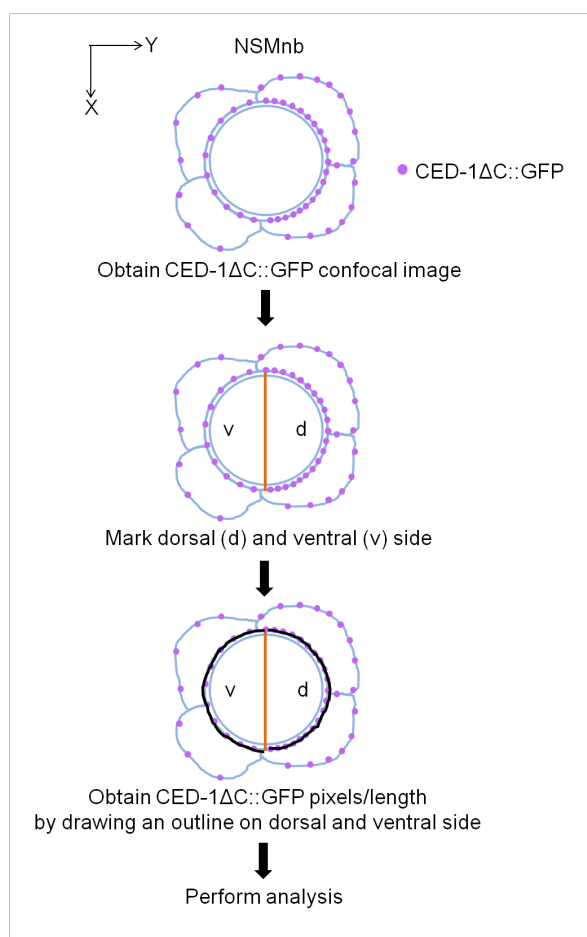 Y
X
NSMnb
CED-1ΔC::GFP
Obtain CED-1ΔC::GFP confocal image
v d
Mark dorsal (d) and ventral (v) side
v d
Obtain CED-1ΔC::GFP pixels/length
by drawing an outline on dorsal and ventral side
Perform analysis